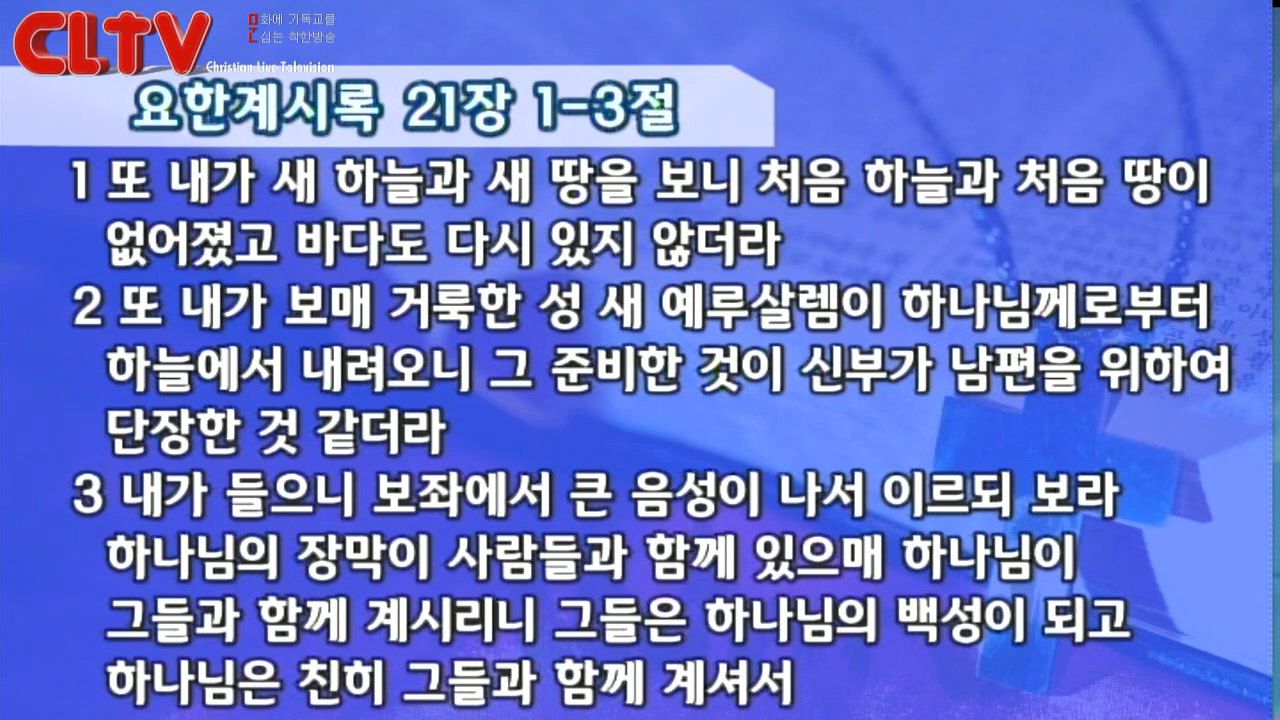 CLTV
문화에 기독교를
심는 착한방송
Christian Live Television
요한계시록 21장 1-3절
1 또 내가 새 하늘과 새 땅을 보니 처음 하늘과 처음 땅이
없어졌고 바다도 다시 있지 않더라
2 또 내가 보매 거룩한 성 새 예루살렘이 하나님께로부터
하늘에서 내려오니 그 준비한 것이 신부가 남편을 위하여
단장한 것 같더라
3 내가 들으니 보좌에서 큰 음성이 나서 이르되 보라
하나님의 장막이 사람들과 함께 있으매 하나님이
그들과 함께 계시리니 그들은 하나님의 백성이 되고
하나님은 친히 그들과 함께 계셔서